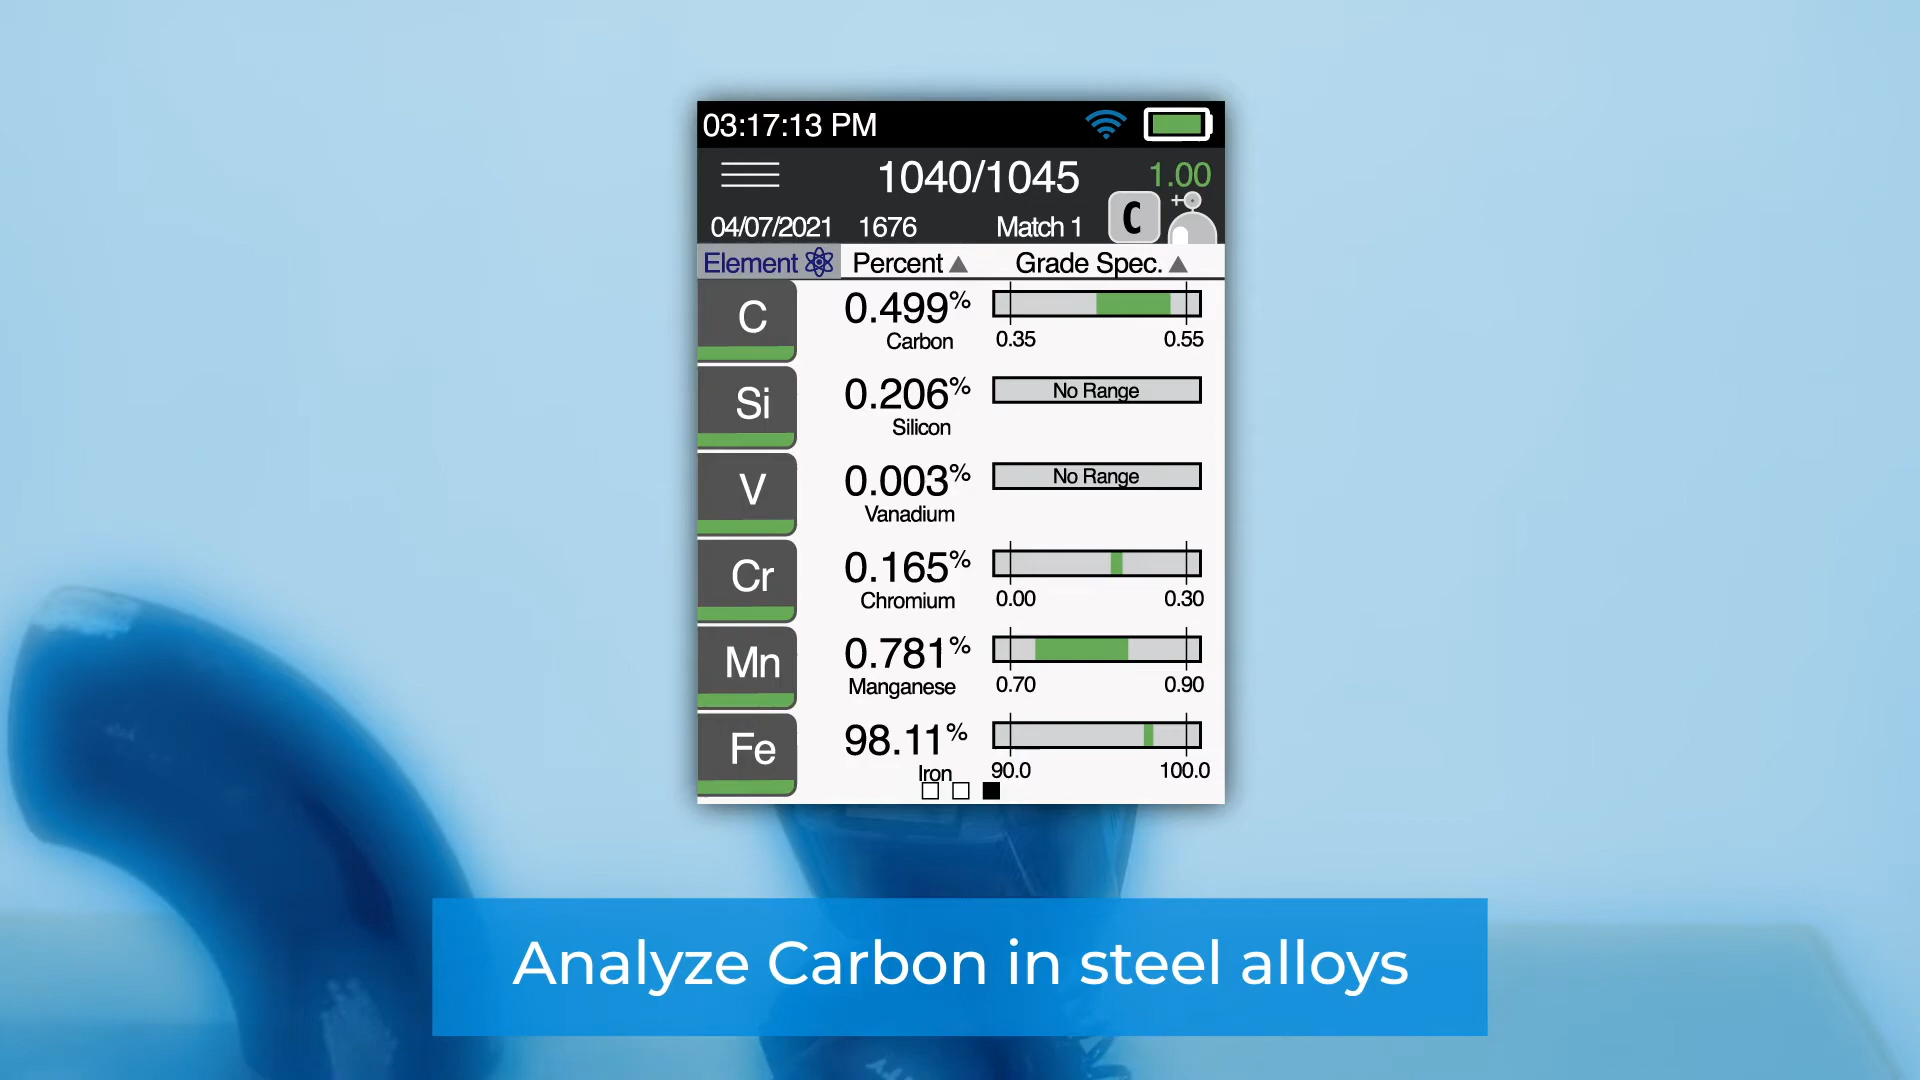 03:17:13 PM
1040/1045 1.00
04/07/2021 1676 Match 1 C +
Element Percent Grade Spec.
C 0.499%
Carbon 0.35 0.55
Si 0.206% No Range
Silicon
V 0.003% No Range
Vanadium
Cr 0.165%
Chromium 0.00 0.30
Mn 0.781%
Manganese 0.70 0.90
Fe 98.11%
Iron 90.0 100.0
Analyze Carbon in steel alloys